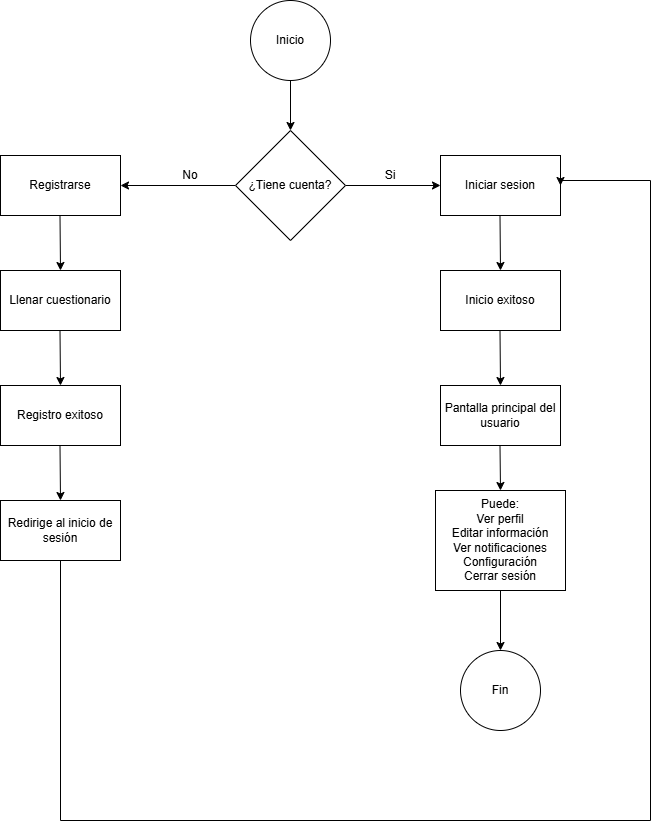 Inicio
¿Tiene cuenta?
No
Si
Registrarse
Iniciar sesion
Llenar cuestionario
Inicio exitoso
Registro exitoso
Pantalla principal del
usuario
Redirige al inicio de
sesión
Puede:
Ver perfil
Editar información
Ver notificaciones
Configuración
Cerrar sesión
Fin